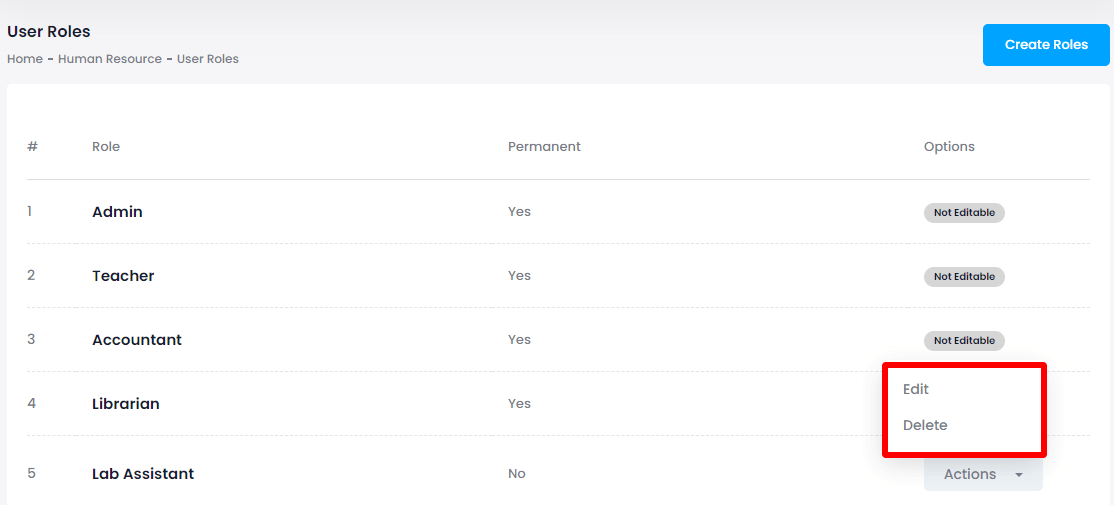 User Roles
Home - Human Resource - User Roles
Create Roles
# Role Permanent Options
1 Admin Yes Not Editable
2 Teacher Yes Not Editable
3 Accountant Yes Not Editable
4 Librarian Yes
Edit
Delete
5 Lab Assistant No Actions